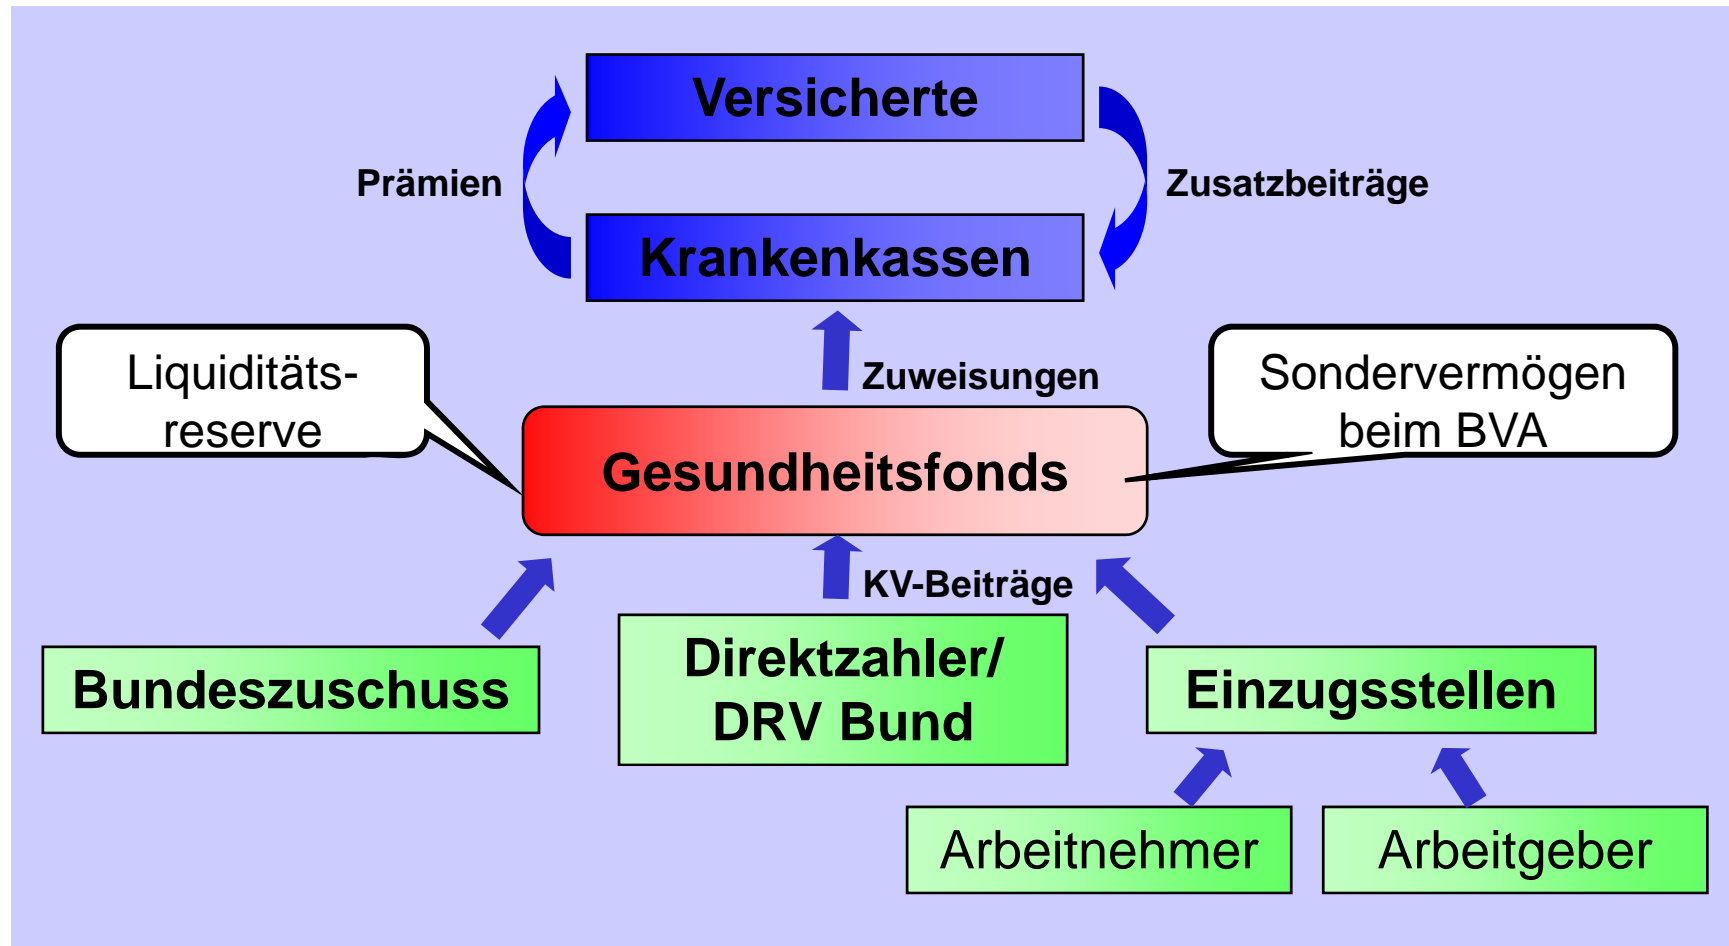 Versicherte
Prämien
Zusatzbeiträge
Krankenkassen
Liquiditäts-
reserve
Zuweisungen
Sondervermögen
beim BVA
Gesundheitsfonds
KV-Beiträge
Bundeszuschuss
Direktzahler/
DRV Bund
Einzugsstellen
Arbeitnehmer
Arbeitgeber